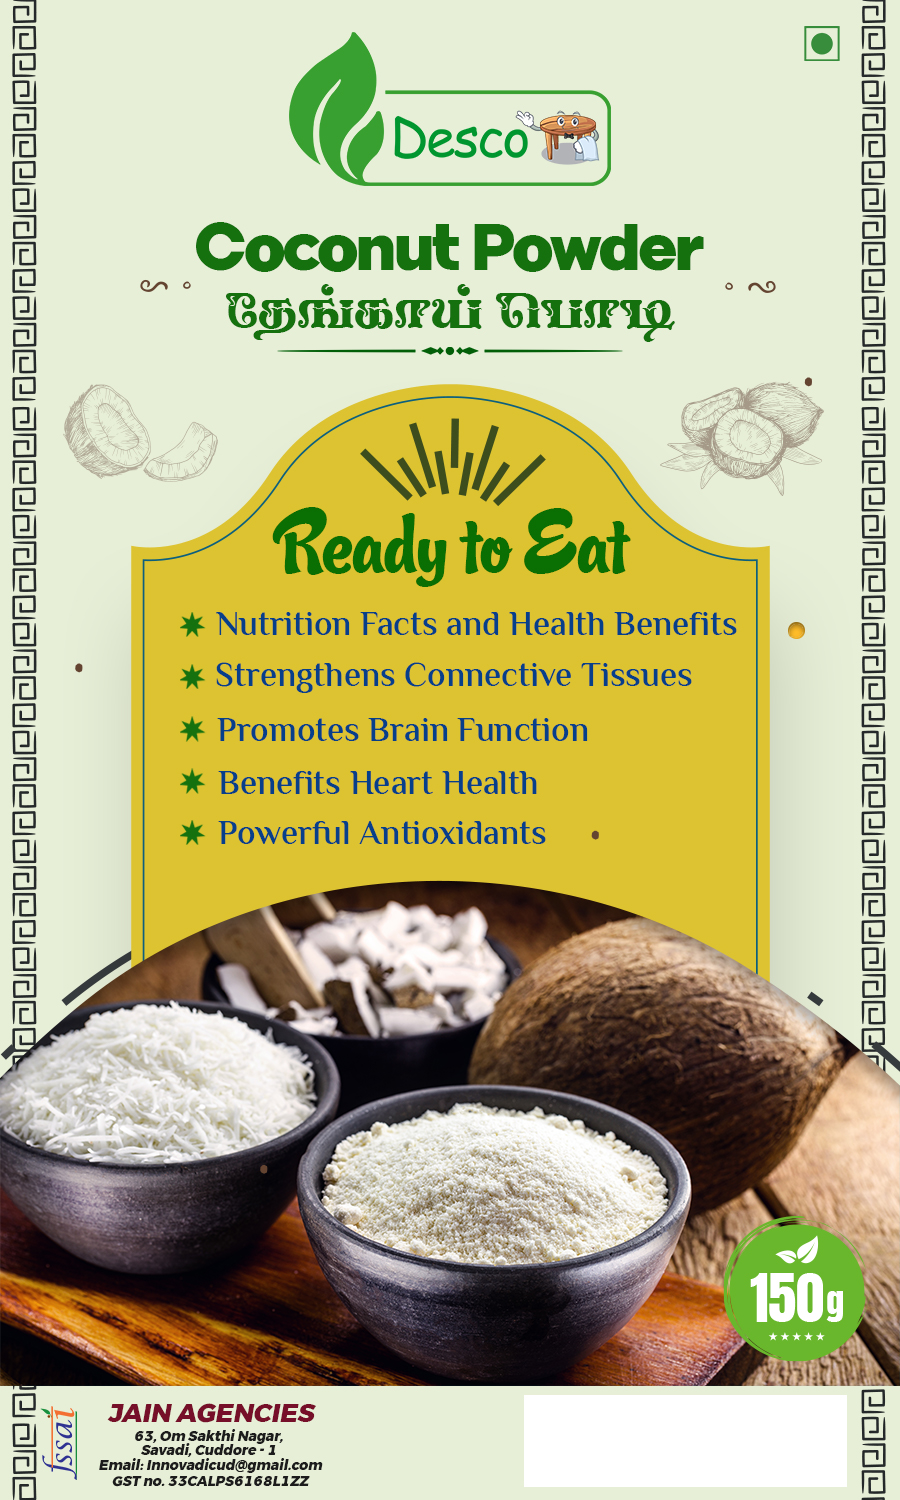 Desco
Coconut Powder
தேங்காய் பொடி
Ready to Eat
Nutrition Facts and Health Benefits
Strengthens Connective Tissues
Promotes Brain Function
Benefits Heart Health
Powerful Antioxidants
150g
fssai
JAIN AGENCIES
63, Om Sakthi Nagar,
Savadi, Cuddore - 1
Email: Innovadicud@gmail.com
GST no. 33CALPS6168L1ZZ